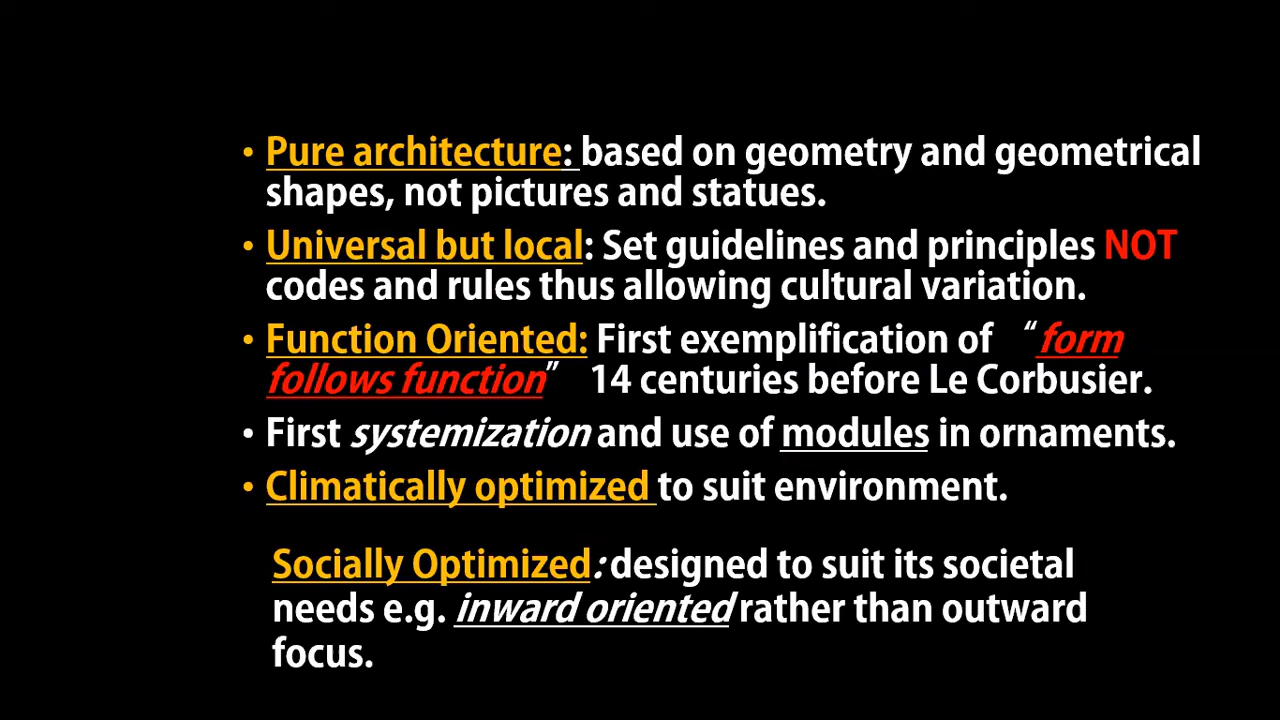 • Pure architecture: based on geometry and geometrical
shapes, not pictures and statues.
• Universal but local: Set guidelines and principles NOT
codes and rules thus allowing cultural variation.
• Function Oriented: First exemplification of “form
follows function” 14 centuries before Le Corbusier.
• First systemization and use of modules in ornaments.
• Climatically optimized to suit environment.
Socially Optimized: designed to suit its societal
needs e.g. inward oriented rather than outward
focus.